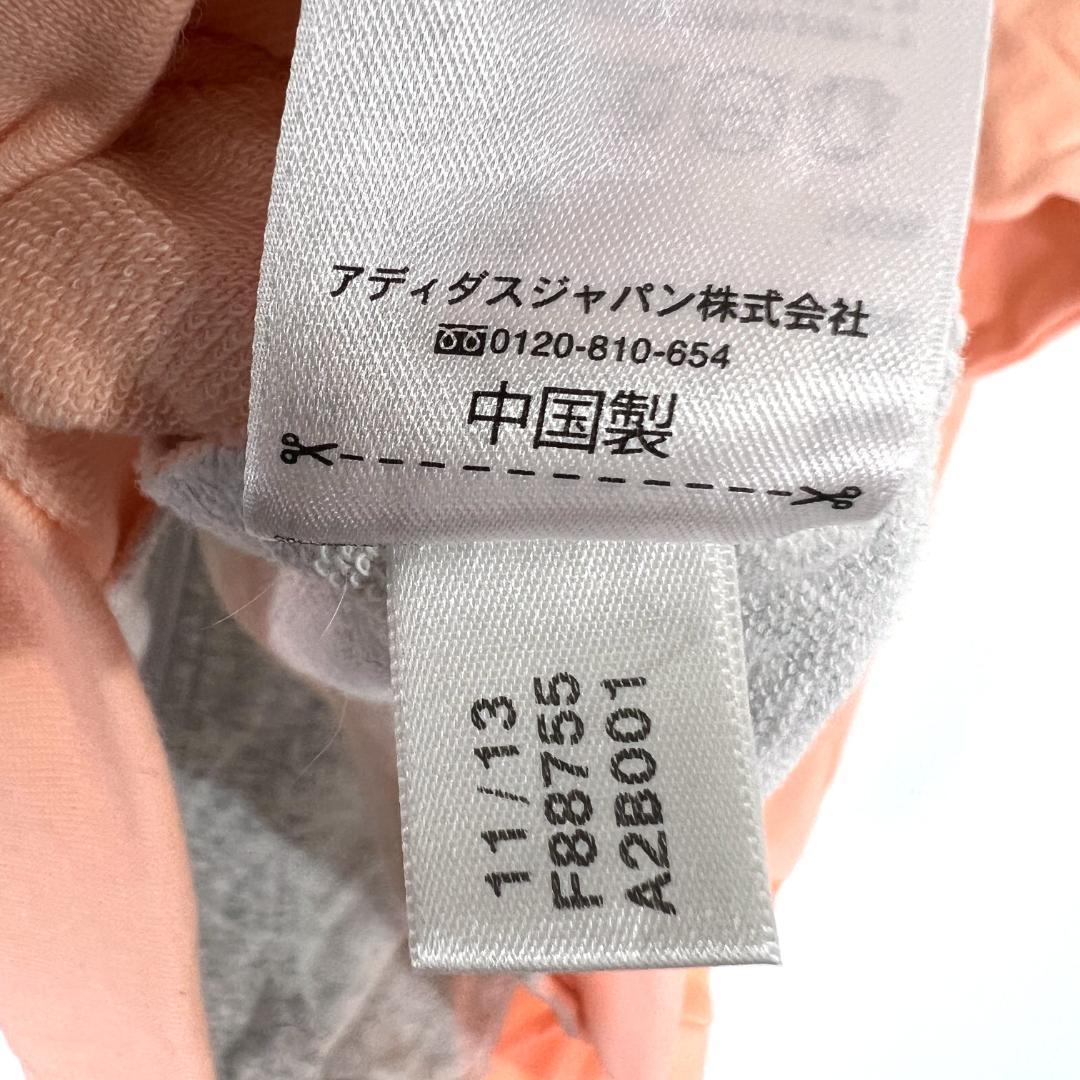 アディダスジャパン株式会社
0120-810-654
中国製
11/13
F88755
A2B001